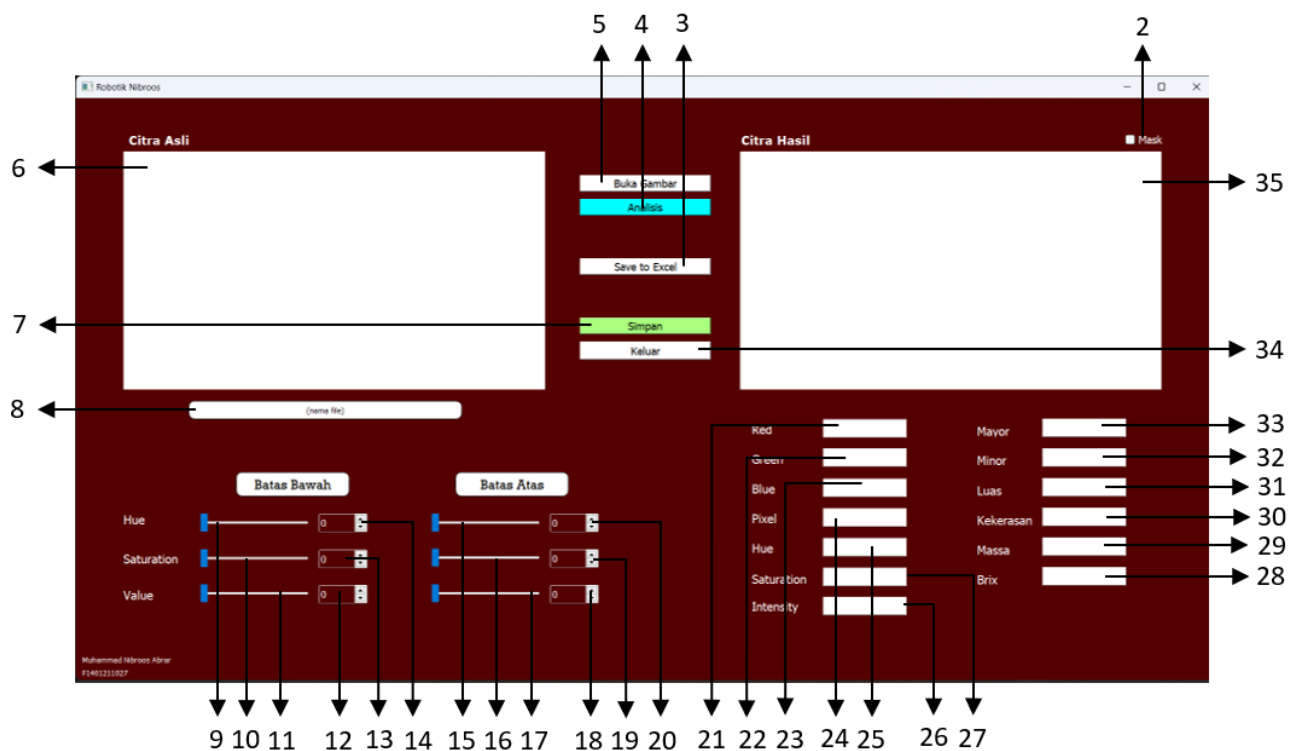 5 4 3 2
Robotik Nibroos
Citra Asli
Citra Hasil
Mask
6
35
Buka Gambar
Analisis
Save to Excel
7
Simpan
Keluar
34
8
(nama file)
Red
Mayor
33
Green
Minor
32
Blue
Luas
31
Batas Bawah
Batas Atas
Pixel
Kekerasan
30
Hue
0
0
Hue
Massa
29
Saturation
0
0
Saturation
Brix
28
Value
0
0
Intensity
Muhammad Nibroos Abrar
F1401211027
9 10 11 12 13 14 15 16 17 18 19 20 21 22 23 24 25 26 27